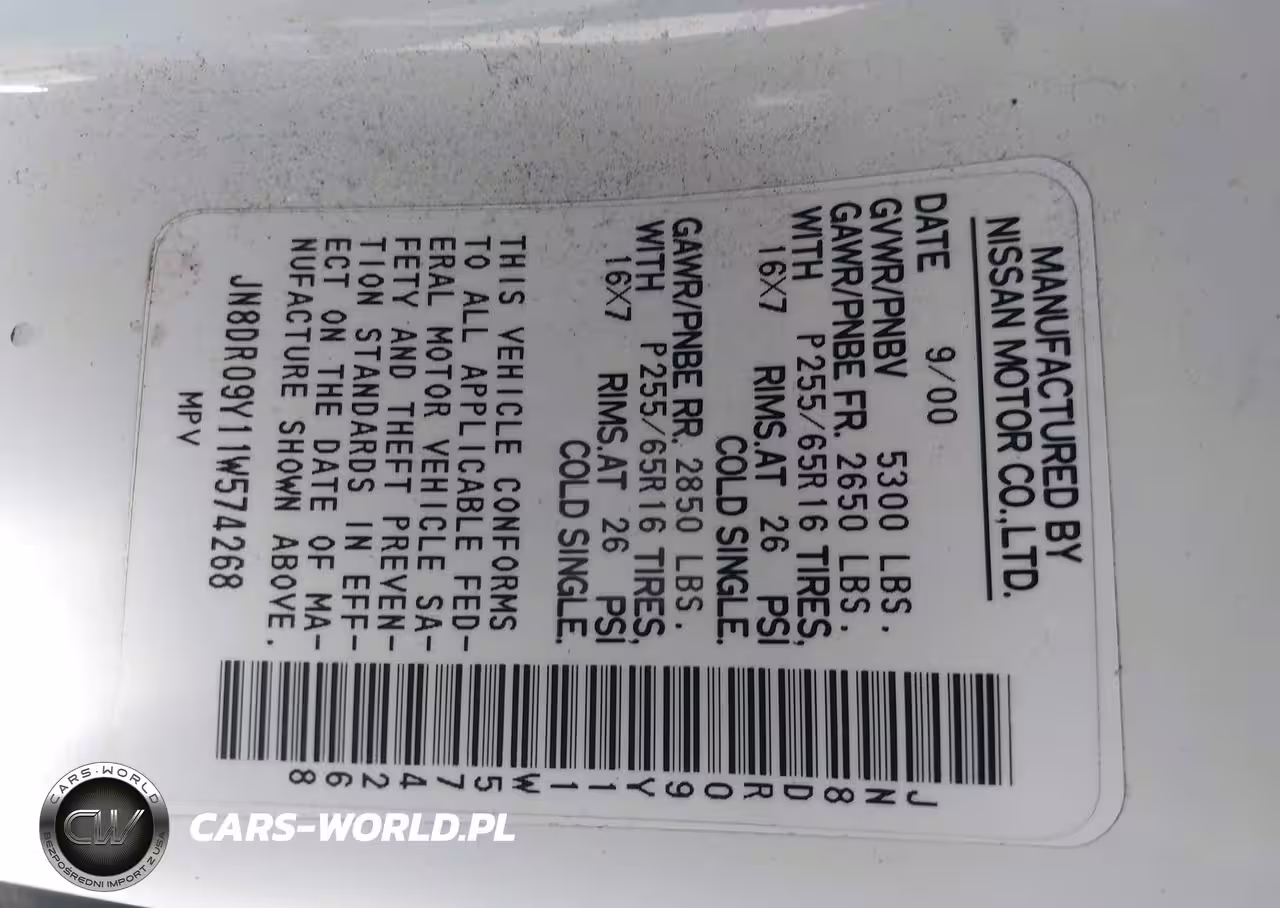 MANUFACTURED BY
NISSAN MOTOR CO.,LTD.
DATE 9/00
GVWR/PNBV 5300 LBS.
GAWR/PNBE FR. 2650 LBS.
WITH P255/65R16 TIRES,
16X7 RIMS.AT 26 PSI
COLD SINGLE.
GAWR/PNBE RR. 2850 LBS.
WITH P255/65R16 TIRES,
16X7 RIMS.AT 26 PSI
COLD SINGLE.
THIS VEHICLE CONFORMS
TO ALL APPLICABLE FED-
ERAL MOTOR VEHICLE SA-
FETY AND THEFT PREVEN-
TION STANDARDS IN EFF-
ECT ON THE DATE OF MA-
NUFACTURE SHOWN ABOVE.
JN8DR09Y11W574268
MPV
JN8DR09Y11W574268
CARS-WORLD
CW
BEZPOŚREDNI IMPORT Z USA
CARS-WORLD.PL